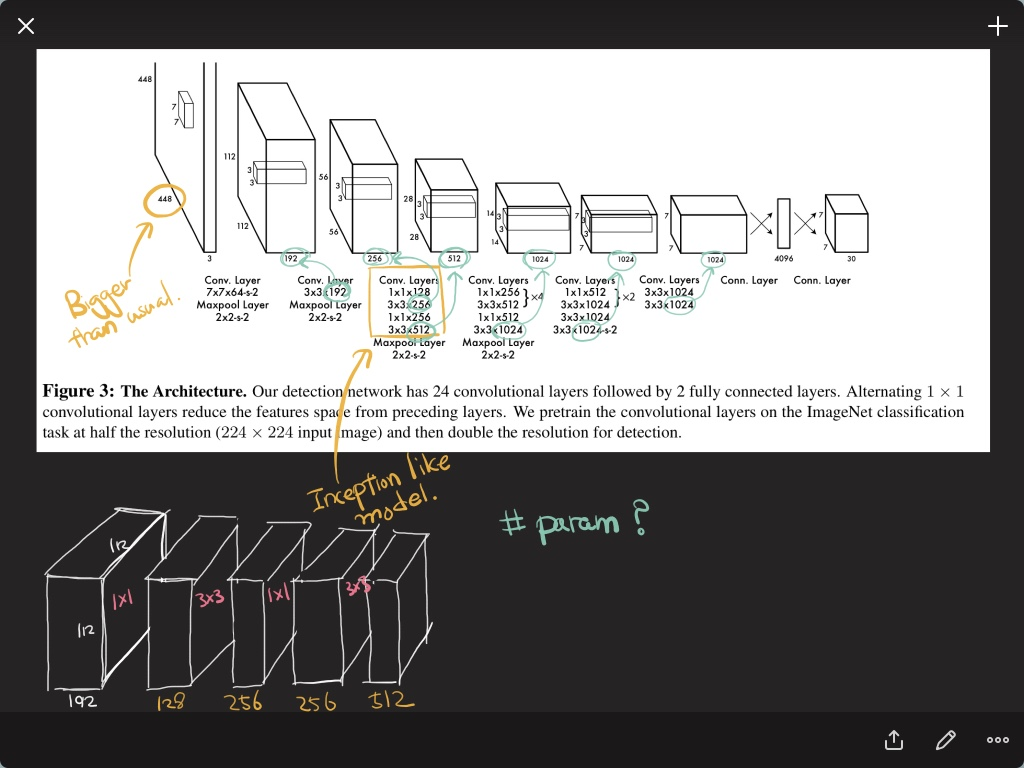 448
7
7
448
3
112
3
3
112
192
56
3
3
56
256
28
3
3
28
512
14
3
3
14
1024
7
3
3
7
1024
7
7
1024
4096
7
7
30
Conv. Layer
7x7x64-s-2
Maxpool Layer
2x2-s-2
Conv. Layer
3x3x192
Maxpool Layer
2x2-s-2
Conv. Layers
1x1x128
3x3x256
1x1x256
3x3x512
Maxpool Layer
2x2-s-2
Conv. Layers
1x1x256
3x3x512
}x4
1x1x512
3x3x1024
Maxpool Layer
2x2-s-2
Conv. Layers
1x1x512
3x3x1024
}x2
3x3x1024
3x3x1024-s-2
Conv. Layers
3x3x1024
3x3x1024
Conn. Layer
Conn. Layer
Bigger
than usual.
Figure 3: The Architecture. Our detection network has 24 convolutional layers followed by 2 fully connected layers. Alternating 1 × 1
convolutional layers reduce the features space from preceding layers. We pretrain the convolutional layers on the ImageNet classification
task at half the resolution (224 × 224 input image) and then double the resolution for detection.
Inception like
model.
# param?
112
112
1x1
3x3
1x1
3x3
192
128
256
256
512